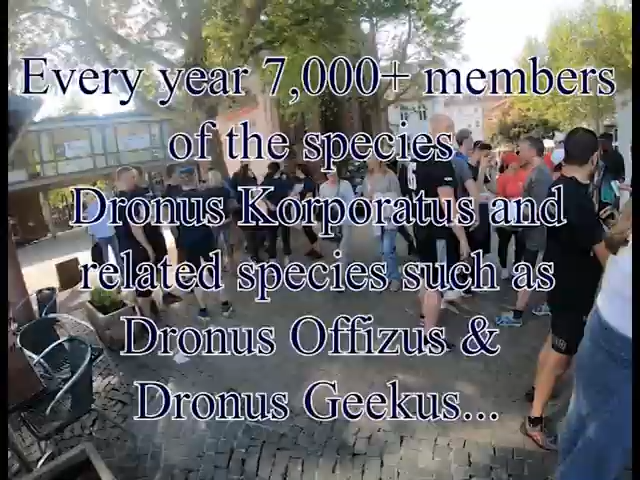 Every year 7,000+ members
of the species
Dronus Korporatus and
related species such as
Dronus Offizus &
Dronus Geekus...